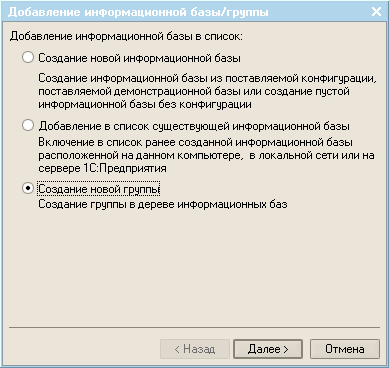 Добавление информационной базы/группы
Добавление информационной базы в список:
Создание новой информационной базы
Создание информационной базы из поставляемой конфигурации,
поставляемой демонстрационной базы или создание пустой
информационной базы без конфигурации
Добавление в список существующей информационной базы
Включение в список ранее созданной информационной базы
расположенной на данном компьютере, в локальной сети или на
сервере 1С:Предприятия
Создание новой группы
Создание группы в дереве информационных баз
< Назад Далее > Отмена